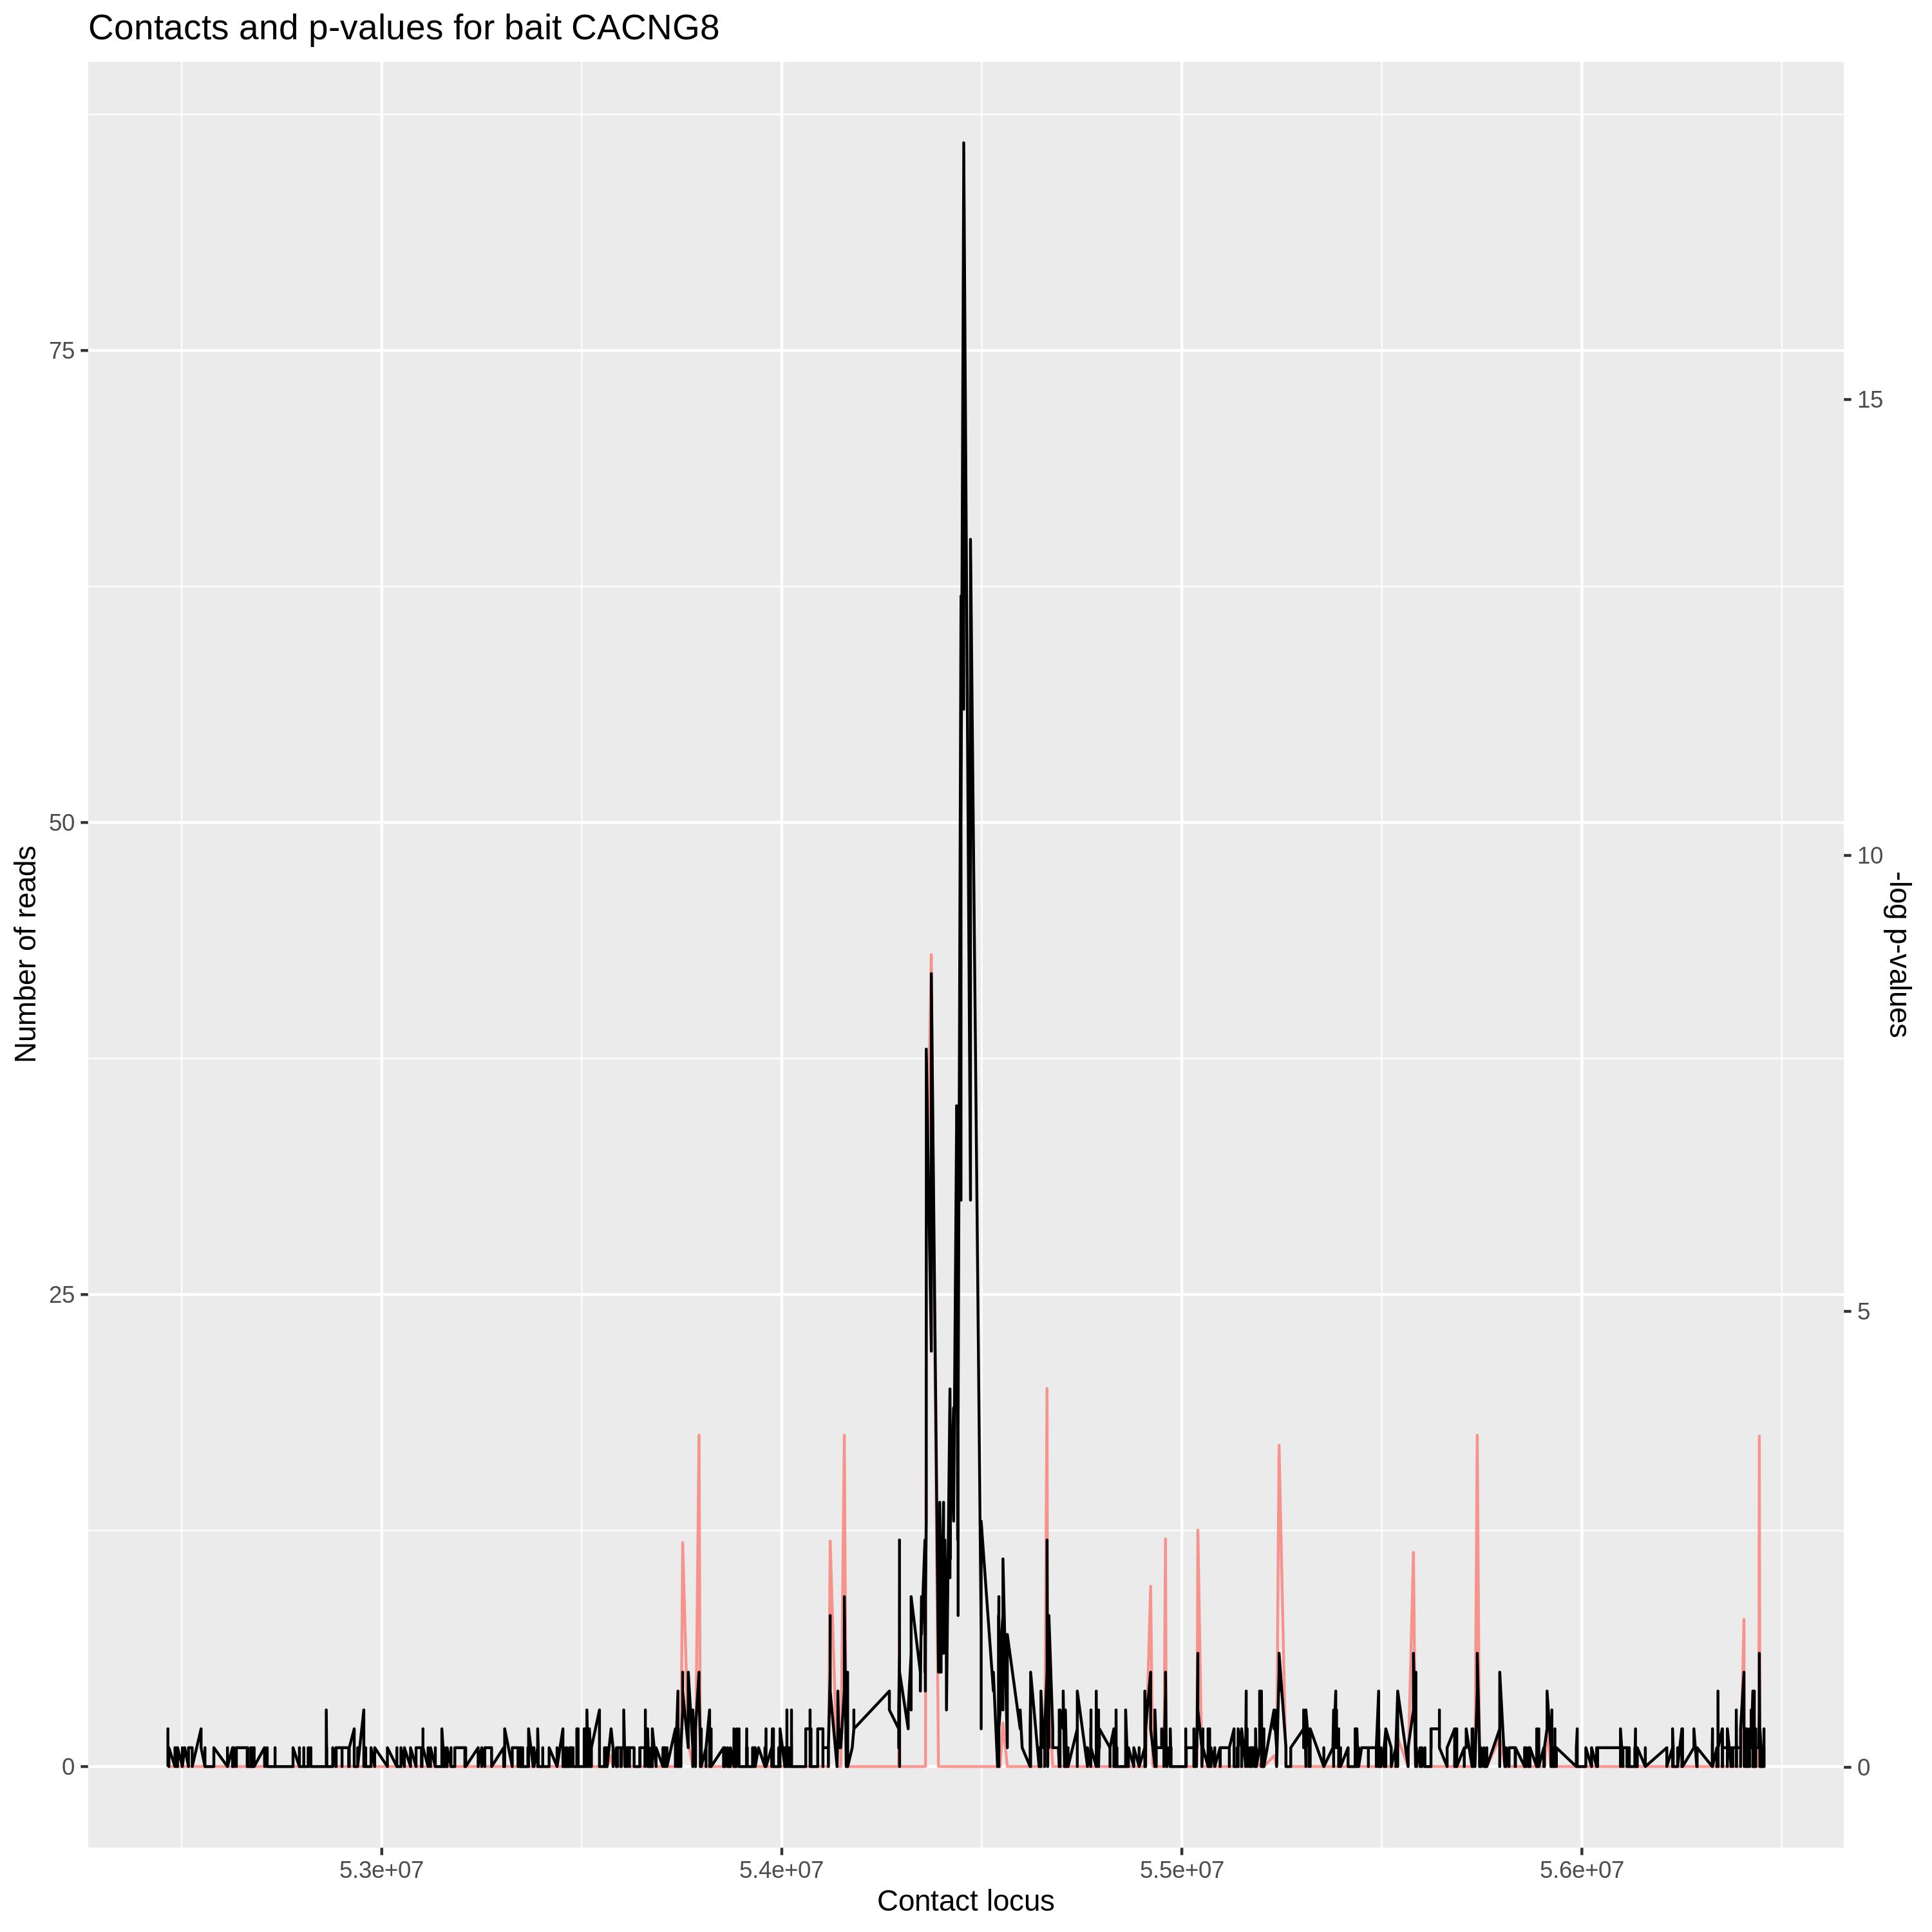 Contacts and p-values for bait CACNG8
75
50
25
0
Number of reads
15
10
5
0
-log p-values
5.3e+07
5.4e+07
5.5e+07
5.6e+07
Contact locus